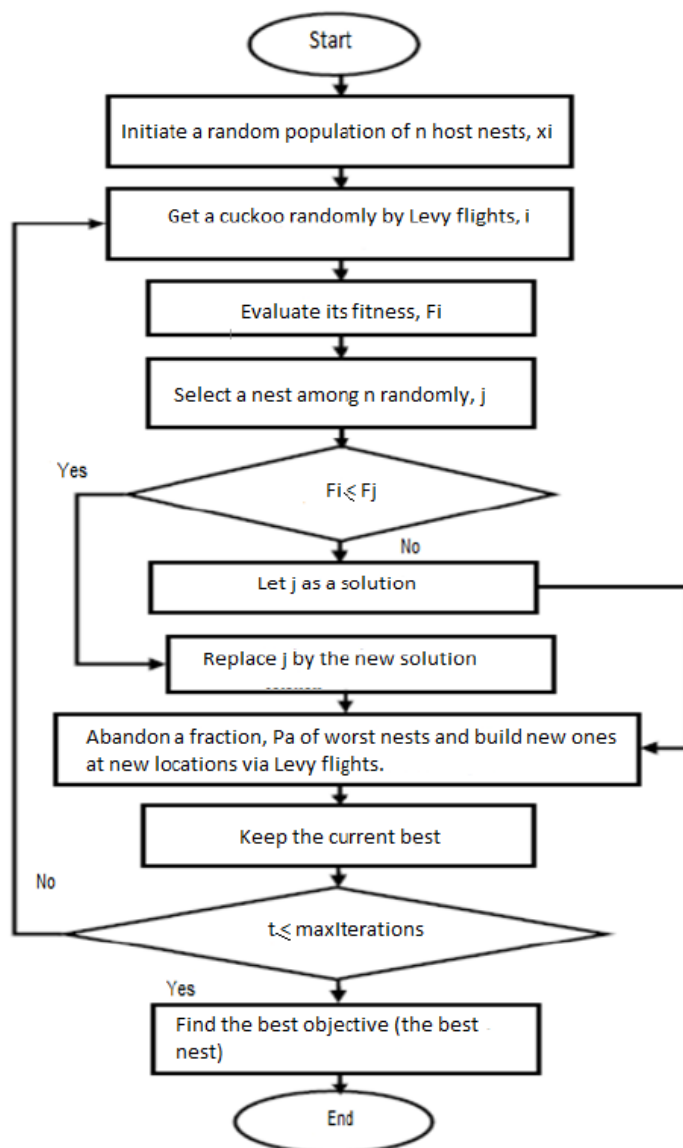 Start
Initiate a random population of n host nests, xi
Get a cuckoo randomly by Levy flights, i
Evaluate its fitness, Fi
Select a nest among n randomly, j
Yes
Fi⩽Fj
No
Let j as a solution
Replace j by the new solution
Abandon a fraction, Pa of worst nests and build new ones
at new locations via Levy flights.
Keep the current best
No
t⩽ maxIterations
Yes
Find the best objective (the best
nest)
End